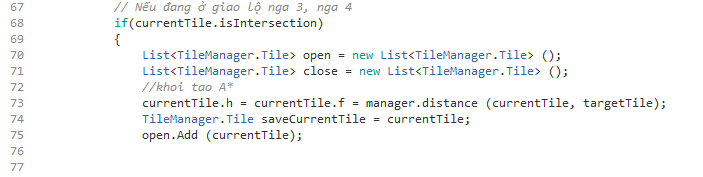 67 // Nếu đang ở giao lộ nga 3, nga 4
68 if(currentTile.isIntersection)
69 {
70 List<TileManager.Tile> open = new List<TileManager.Tile> ();
71 List<TileManager.Tile> close = new List<TileManager.Tile> ();
72 //khoi tao A*
73 currentTile.h = currentTile.f = manager.distance (currentTile, targetTile);
74 TileManager.Tile saveCurrentTile = currentTile;
75 open.Add (currentTile);
76
77